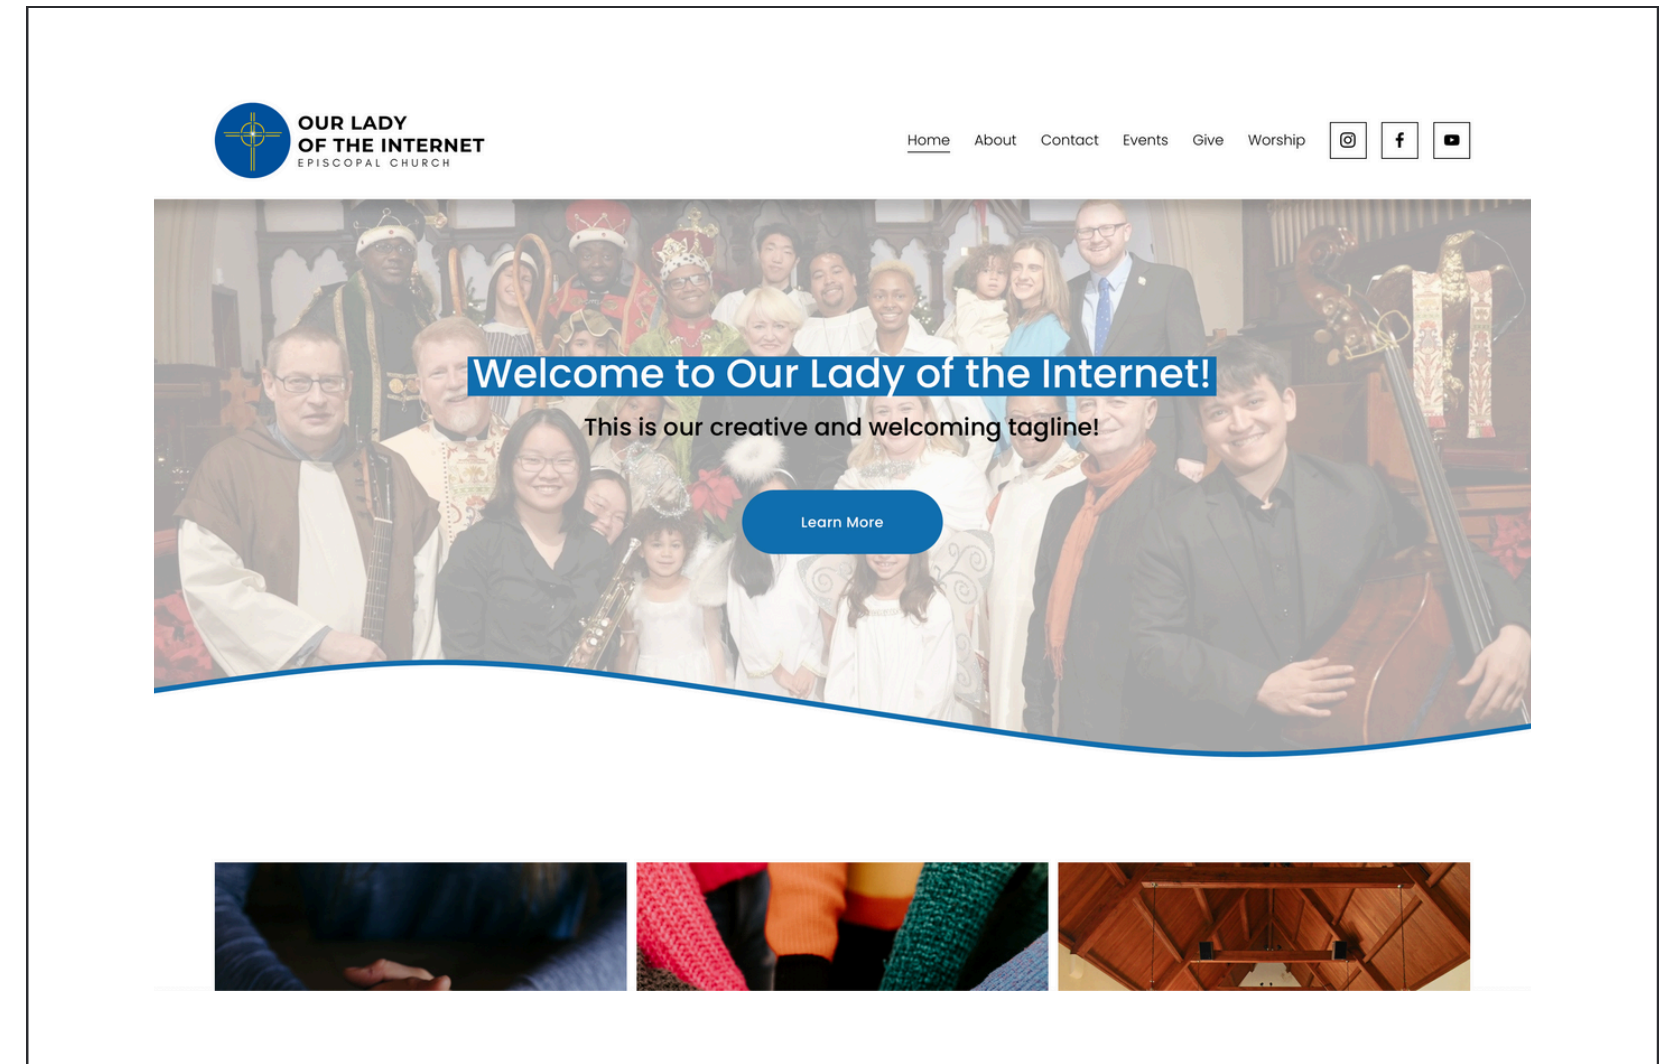 OUR LADY
OF THE INTERNET
EPISCOPAL CHURCH
Home About Contact Events Give Worship
Welcome to Our Lady of the Internet!
This is our creative and welcoming tagline!
Learn More